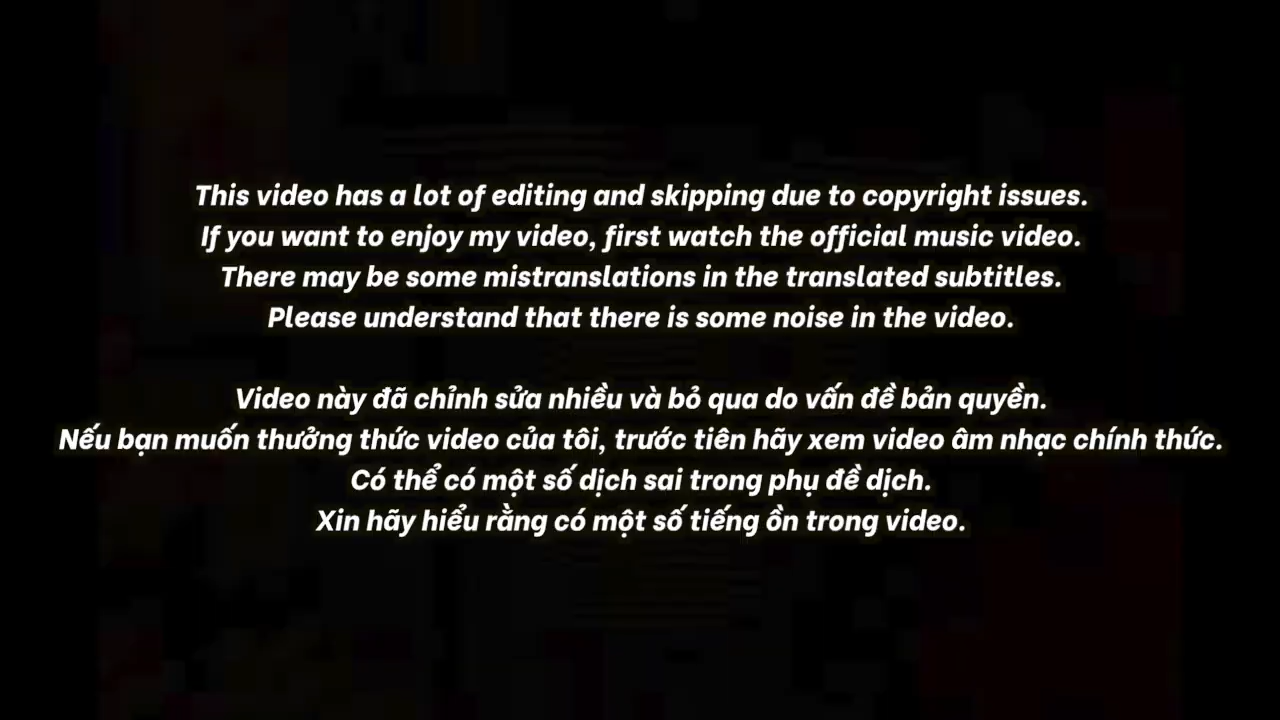 This video has a lot of editing and skipping due to copyright issues.
If you want to enjoy my video, first watch the official music video.
There may be some mistranslations in the translated subtitles.
Please understand that there is some noise in the video.
Video này đã chỉnh sửa nhiều và bỏ qua do vấn đề bản quyền.
Nếu bạn muốn thưởng thức video của tôi, trước tiên hãy xem video âm nhạc chính thức.
Có thể có một số dịch sai trong phụ đề dịch.
Xin hãy hiểu rằng có một số tiếng ồn trong video.